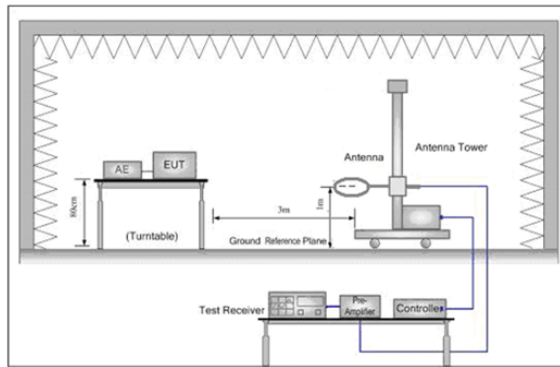 AE
EUT
Antenna
Antenna Tower
80cm
(Turntable)
3m
1m
Ground Reference Plane
Test Receiver
Pre-
Amplifier
Controller